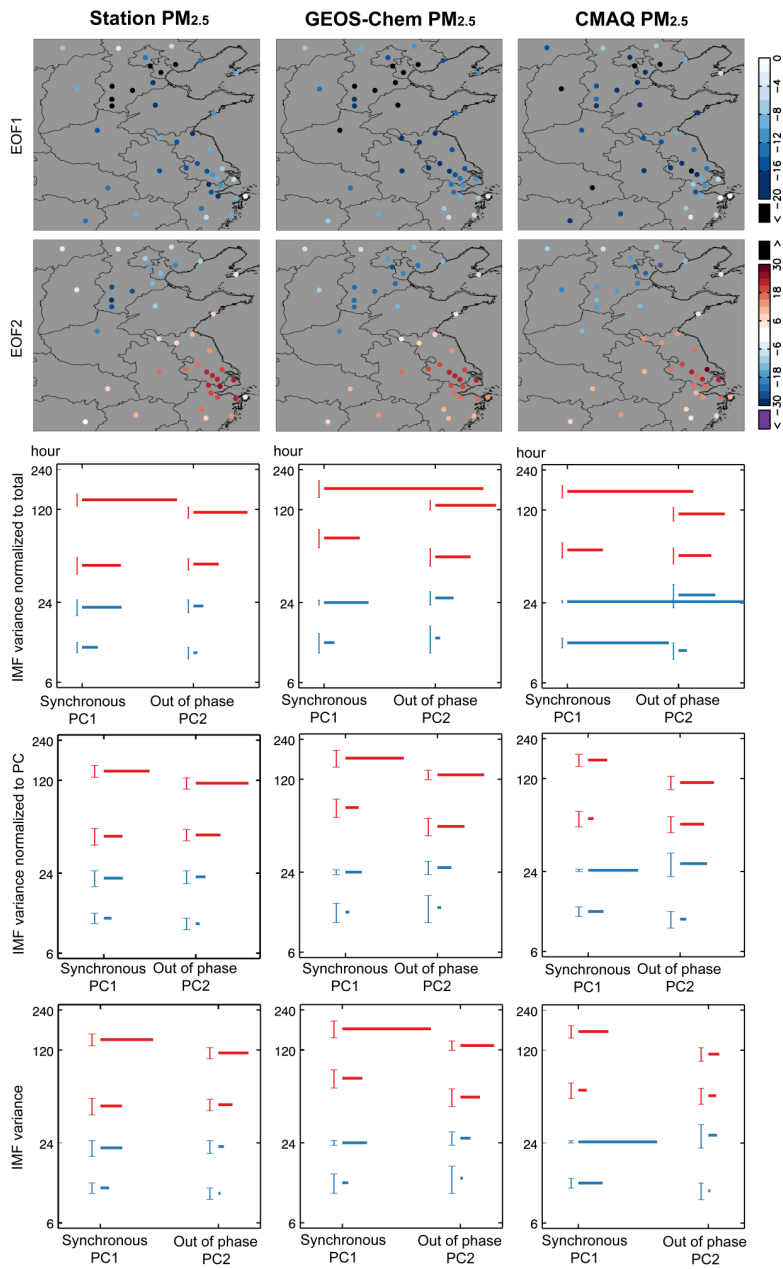 Station PM2.5 GEOS-Chem PM2.5 CMAQ PM2.5
EOF1
0
−4
−8
−12
−16
−20
<
EOF2
>
30
18
6
−6
−18
−30
<
hour hour hour
IMF variance normalized to total
240 240 240
120 120 120
24 24 24
6 6 6
Synchronous Out of phase Synchronous Out of phase Synchronous Out of phase
PC1 PC2 PC1 PC2 PC1 PC2
IMF variance normalized to PC
240 240 240
120 120 120
24 24 24
6 6 6
Synchronous Out of phase Synchronous Out of phase Synchronous Out of phase
PC1 PC2 PC1 PC2 PC1 PC2
IMF variance
240 240 240
120 120 120
24 24 24
6 6 6
Synchronous Out of phase Synchronous Out of phase Synchronous Out of phase
PC1 PC2 PC1 PC2 PC1 PC2